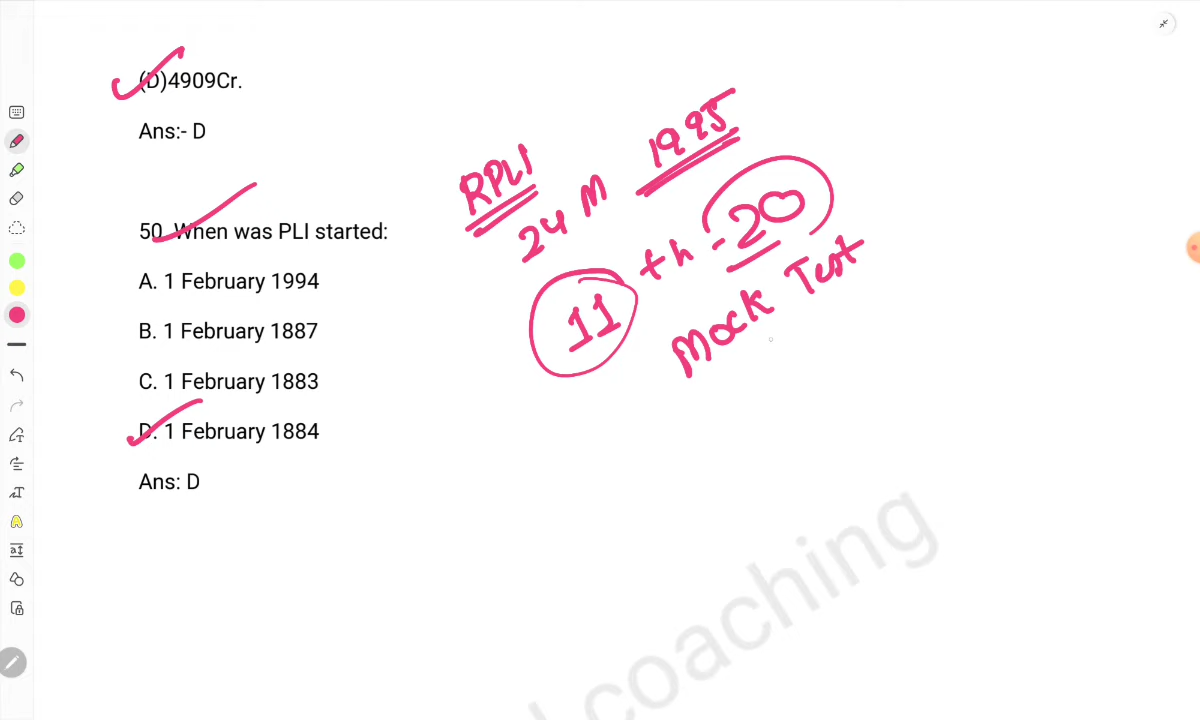 (D)4909Cr.
Ans:- D
50. When was PLI started:
A. 1 February 1994
B. 1 February 1887
C. 1 February 1883
D. 1 February 1884
Ans: D
RPLI
24 M 1995
11 th - 20
Mock Test
coaching